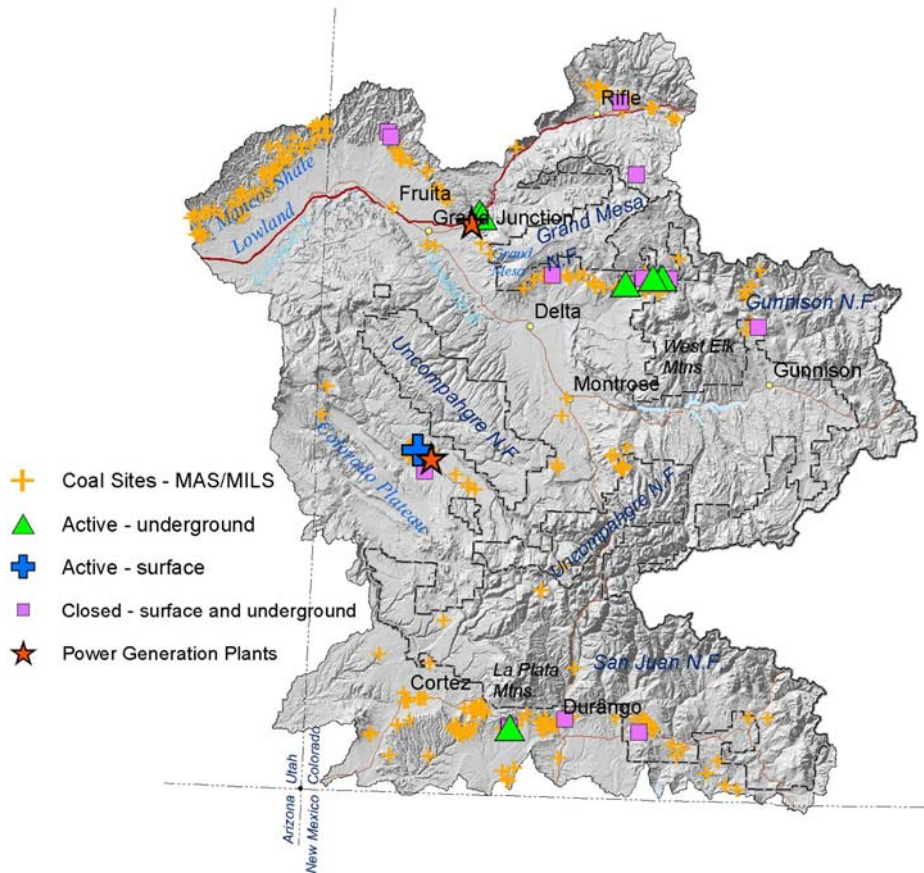 Rifle
Mancos Shale
Lowland
Fruita
Grand Junction
Grand Mesa
N.F.
Grand
Mesa
Delta
Gunnison N.F.
West Elk
Mtns
Gunnison
Montrose
Uncompahgre N.F
Colorado Plateau
Coal Sites - MAS/MILS
Active - underground
Active - surface
Closed - surface and underground
Power Generation Plants
Uncompahgre N.F.
San Juan N.F.
La Plata
Mtns
Cortez
Durango
Utah
Colorado
Arizona
New Mexico